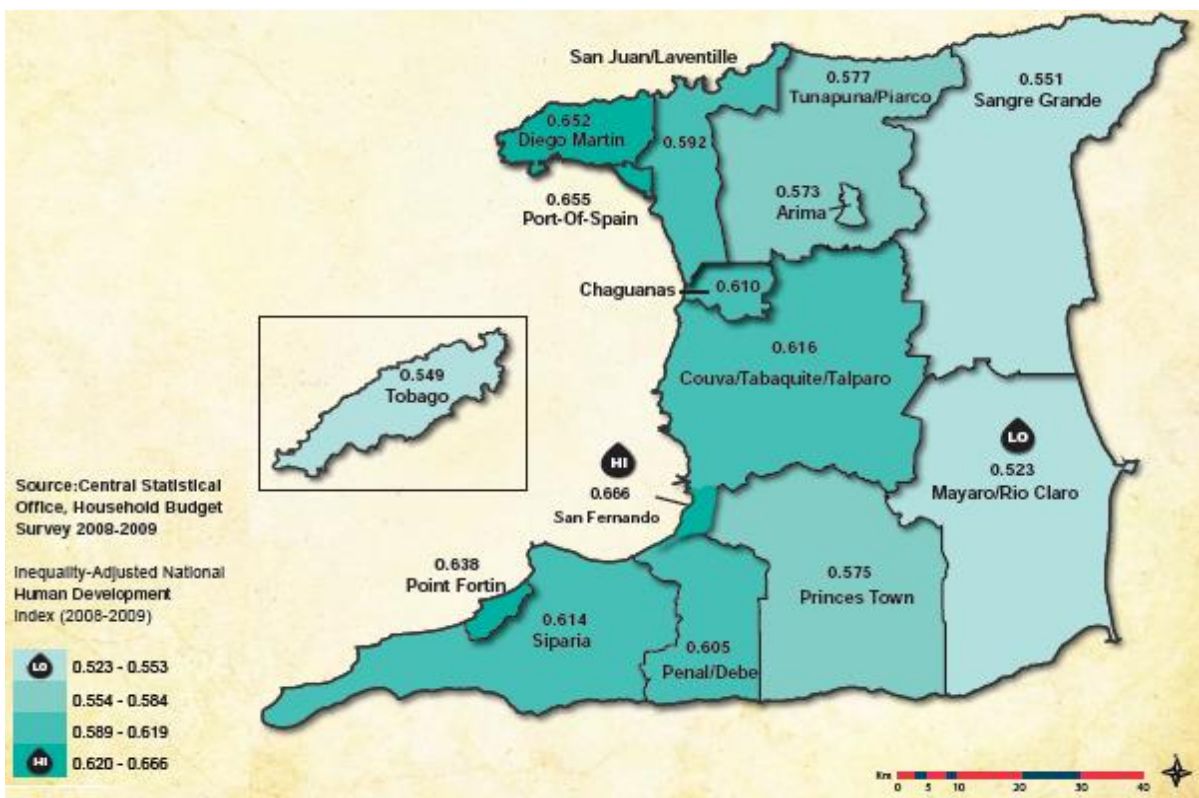 San Juan/Laventille
0.577
Tunapuna/Piarco
0.551
Sangre Grande
0.652
Diego Martin
0.592
0.655
Port-Of-Spain
0.573
Arima
Chaguanas
0.610
0.616
Couva/Tabaquite/Talparo
0.549
Tobago
HI
0.666
San Fernando
LO
0.523
Mayaro/Rio Claro
Source:Central Statistical
Office, Household Budget
Survey 2008-2009
0.638
Point Fortin
0.575
Princes Town
0.614
Siparia
0.605
Penal/Debe
Inequality-Adjusted National
Human Development
Index (2008-2009)
LO 0.523 - 0.553
0.554 - 0.584
0.589 - 0.619
HI 0.620 - 0.666
Km
0 5 10 20 30 40